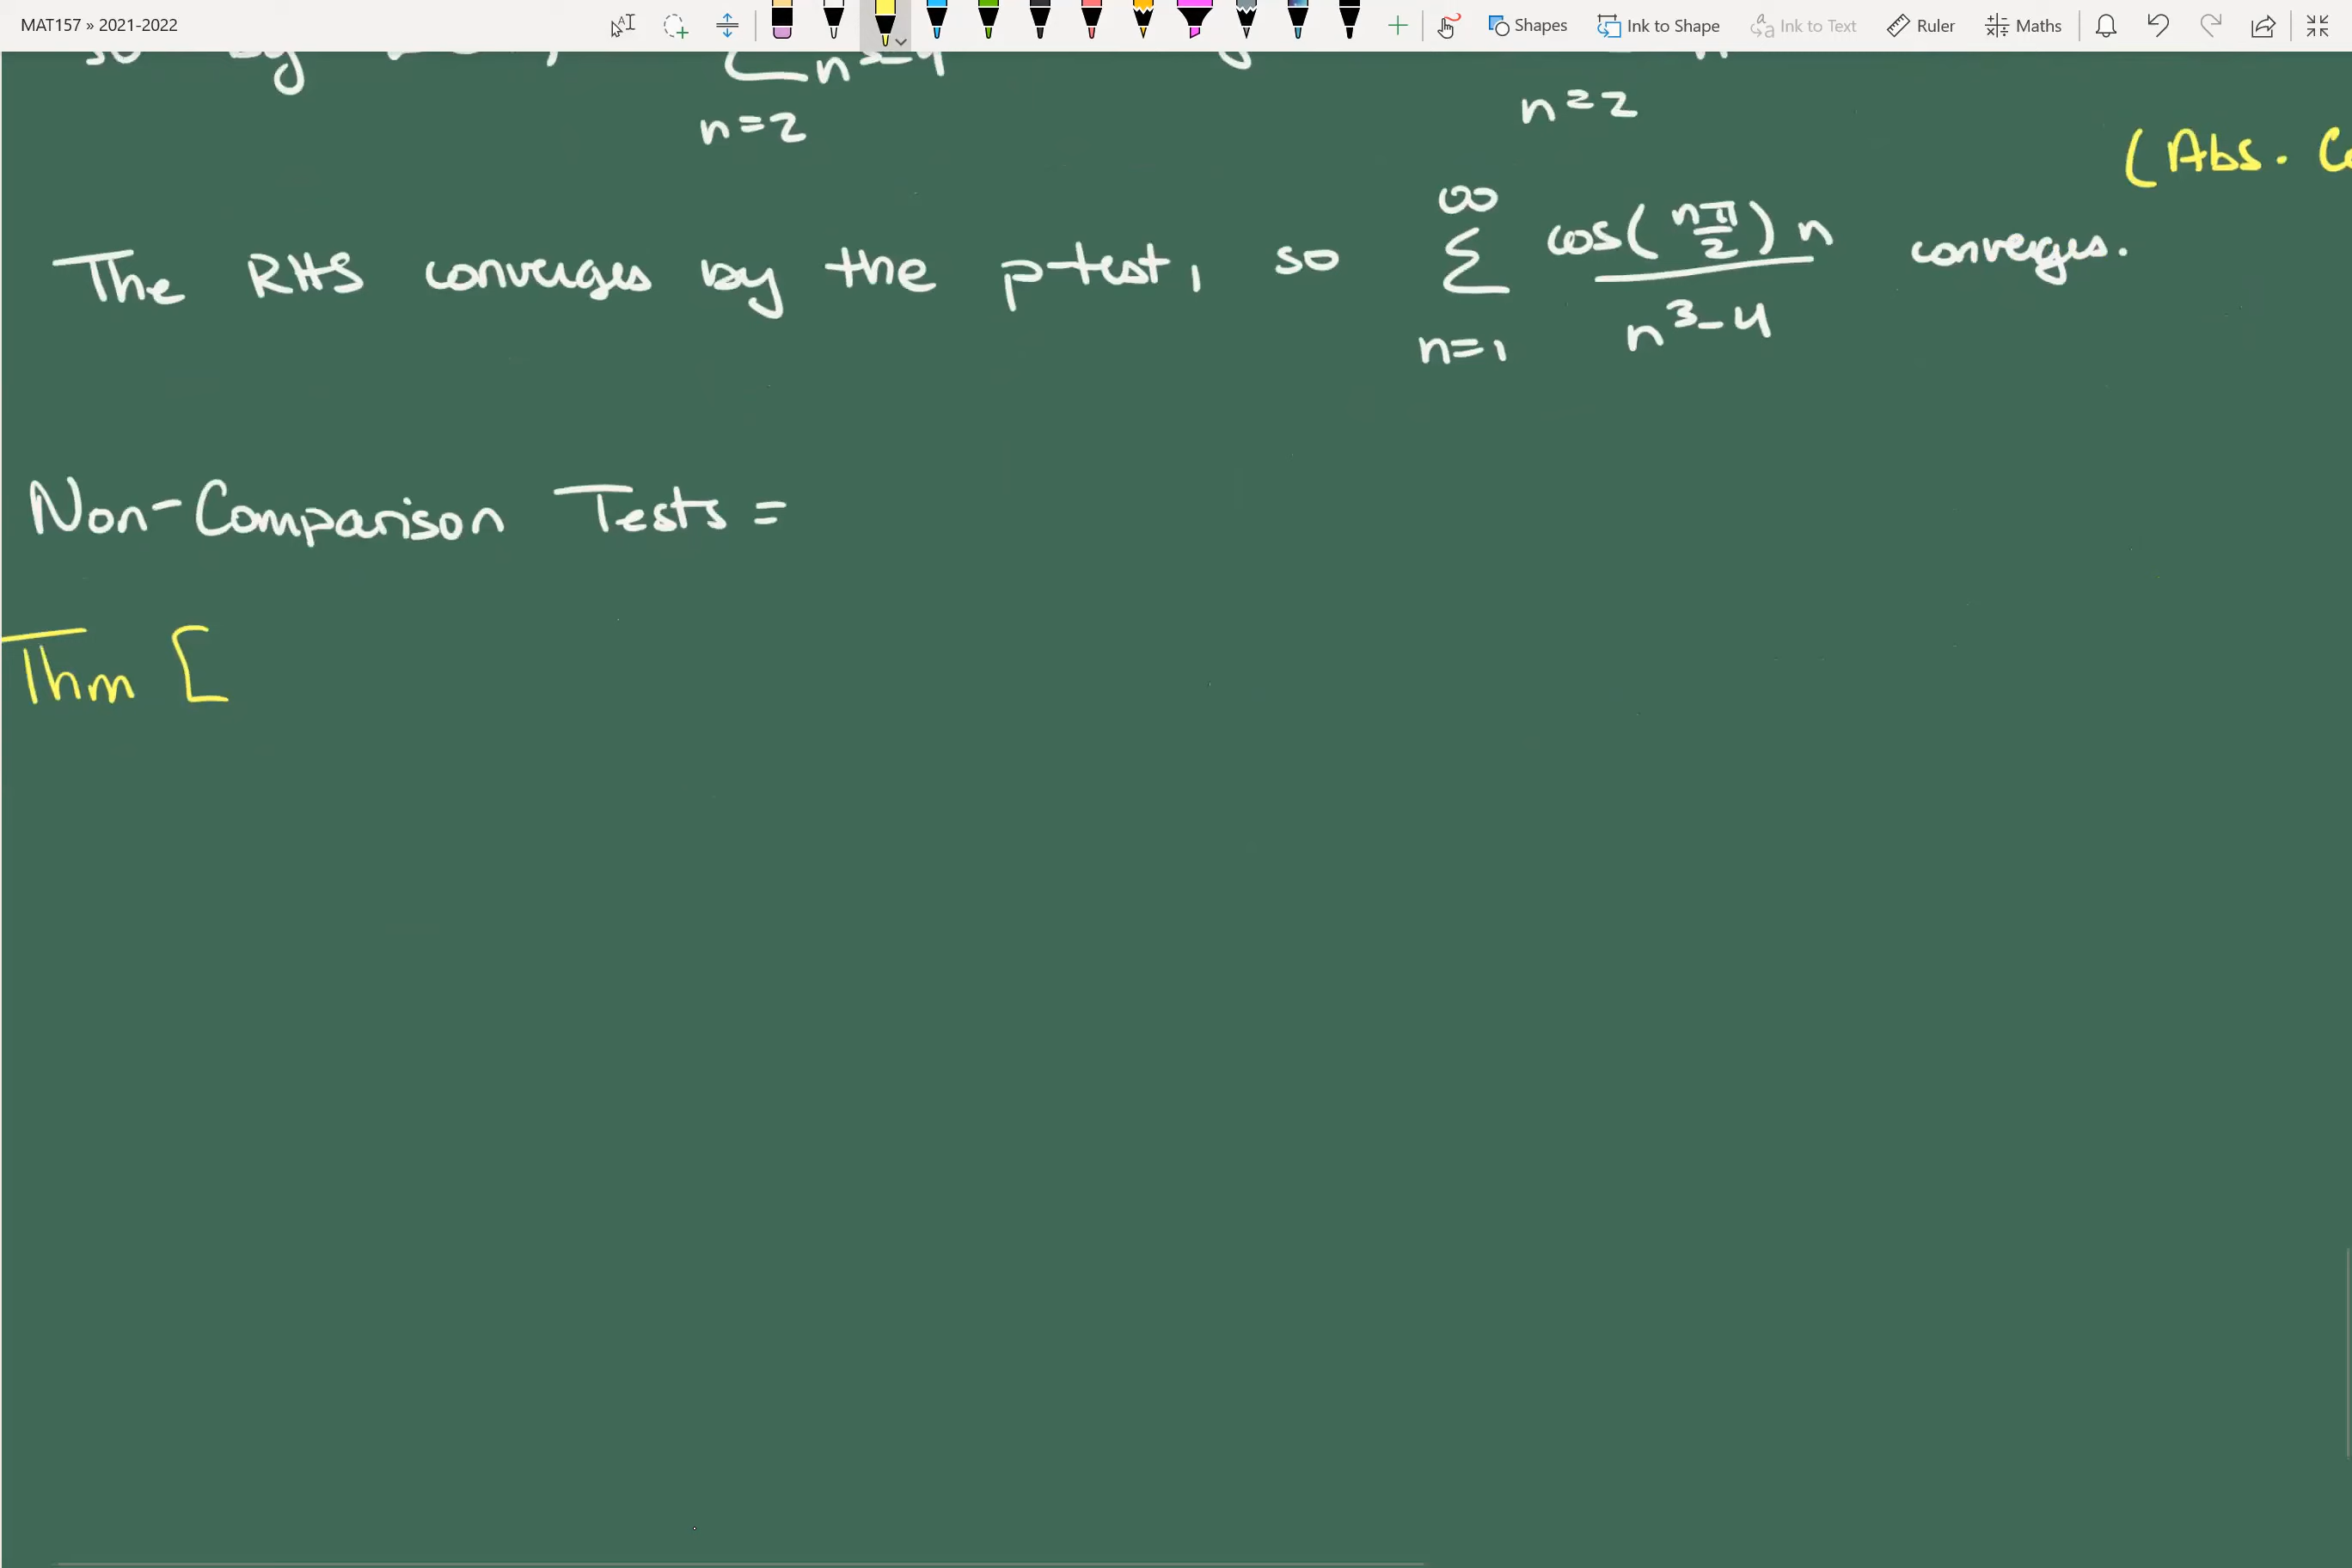 MAT157 » 2021-2022 Shapes Ink to Shape Ink to Text Ruler Maths
n=2 n=2
(Abs.
The RHS converges by the p-test, so ∞ Σ n=1 cos(nπ/2) n / n³-4 converges.
Non-Comparison Tests =
Thm [